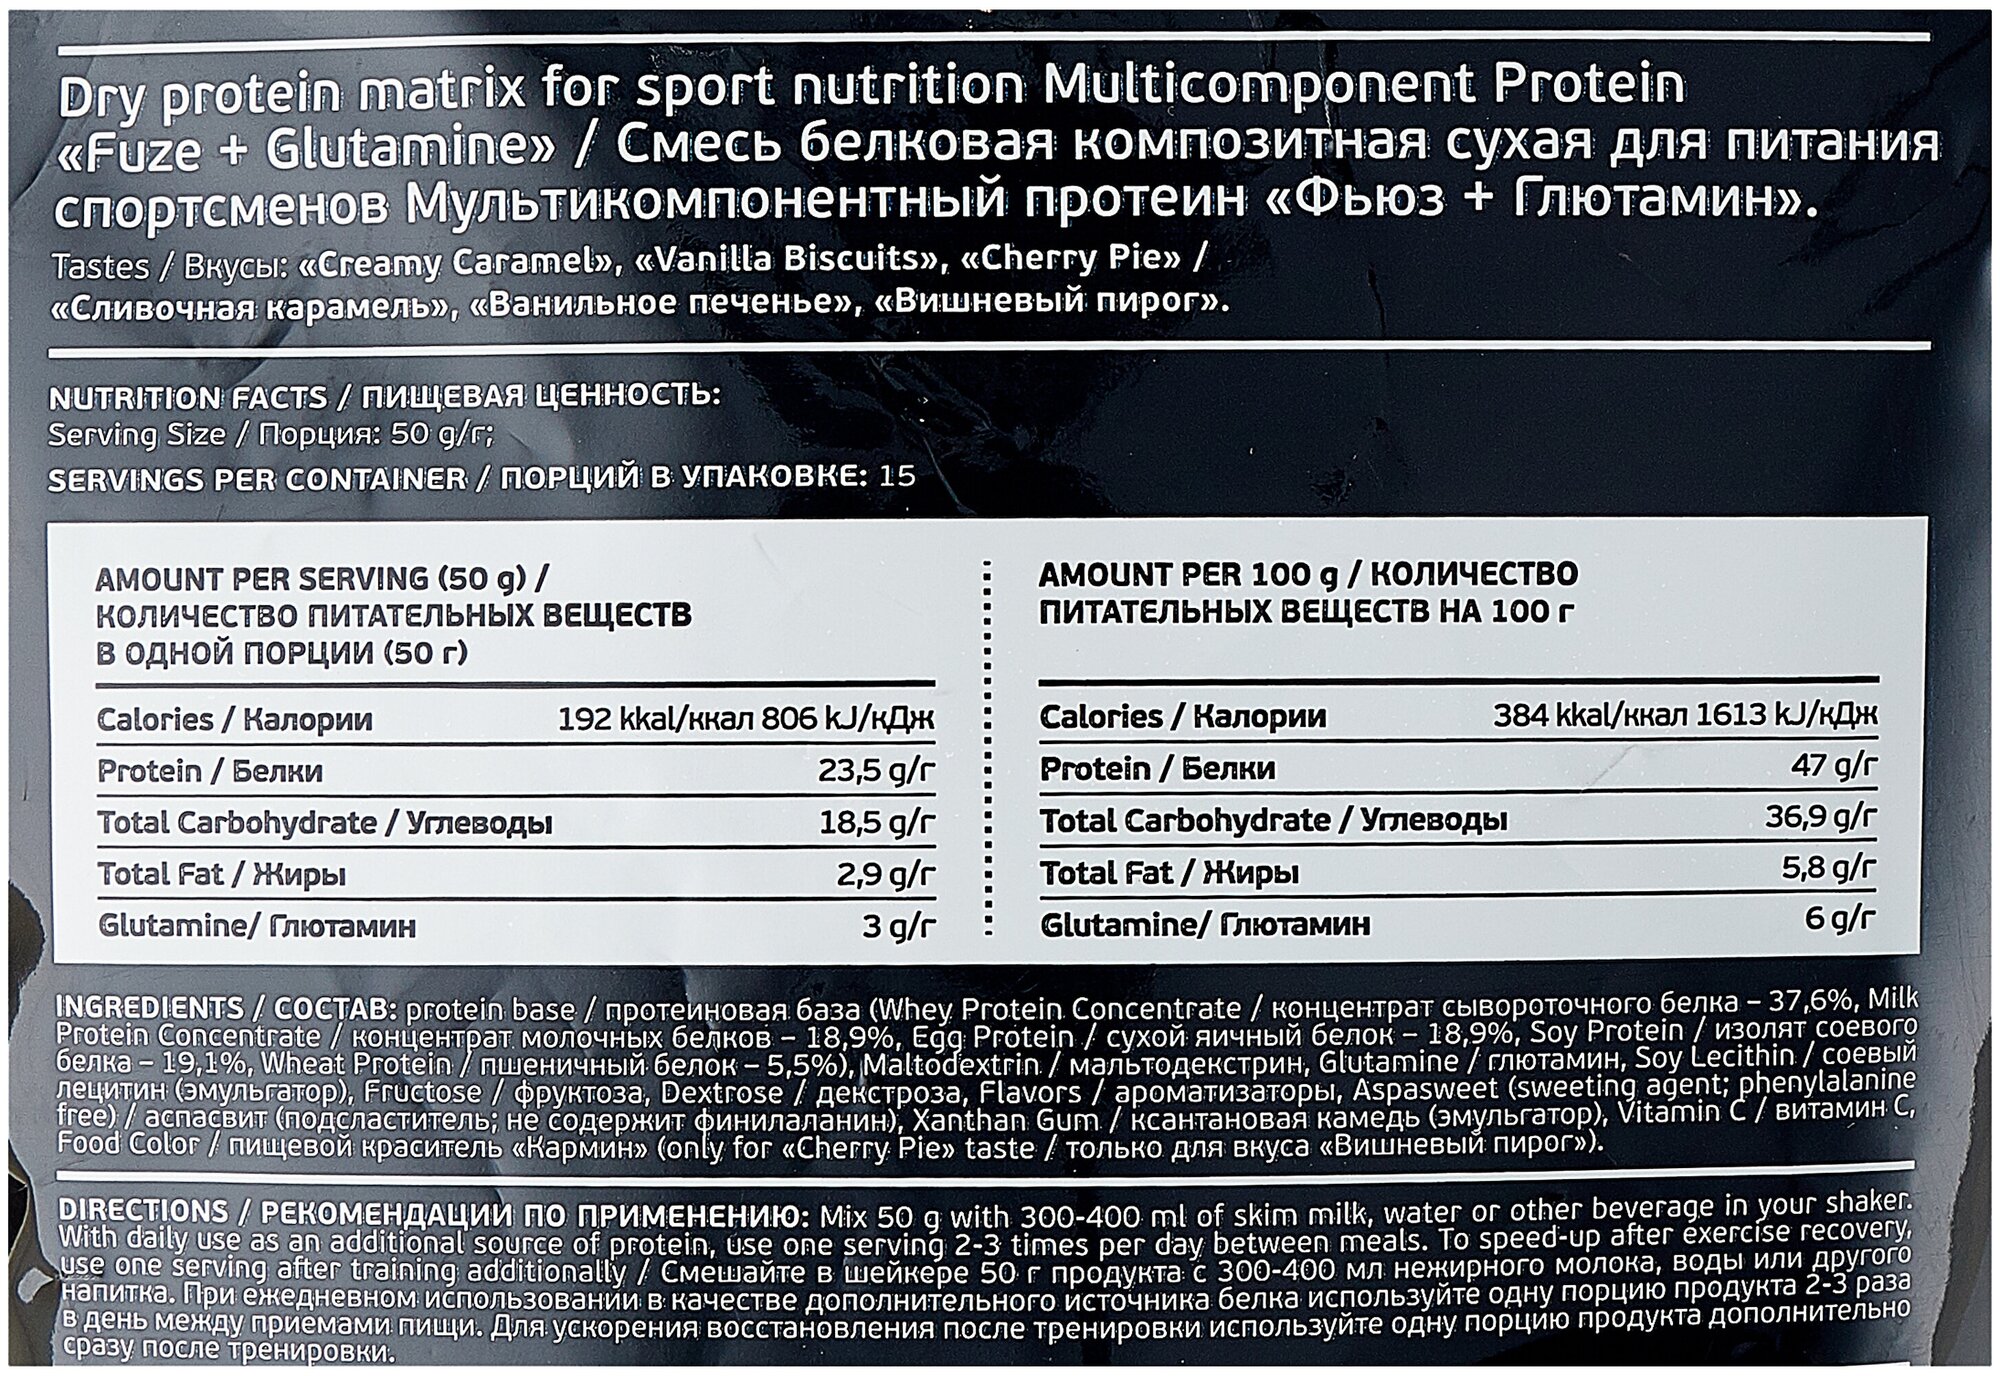 Dry protein matrix for sport nutrition Multicomponent Protein
«Fuze + Glutamine» / Смесь белковая композитная сухая для питания
спортсменов Мультикомпонентный протеин «Фьюз + Глютамин».
Tastes / Вкусы: «Creamy Caramel», «Vanilla Biscuits», «Cherry Pie» /
«Сливочная карамель», «Ванильное печенье», «Вишневый пирог».
NUTRITION FACTS / ПИЩЕВАЯ ЦЕННОСТЬ:
Serving Size / Порция: 50 g/г;
SERVINGS PER CONTAINER / ПОРЦИЙ В УПАКОВКЕ: 15
AMOUNT PER SERVING (50 g) /
КОЛИЧЕСТВО ПИТАТЕЛЬНЫХ ВЕЩЕСТВ
В ОДНОЙ ПОРЦИИ (50 г)
Calories / Калории 192 kkal/ккал 806 kJ/кДж
Protein / Белки 23,5 g/г
Total Carbohydrate / Углеводы 18,5 g/г
Total Fat / Жиры 2,9 g/г
Glutamine/ Глютамин 3 g/г
AMOUNT PER 100 g / КОЛИЧЕСТВО
ПИТАТЕЛЬНЫХ ВЕЩЕСТВ НА 100 г
Calories / Калории 384 kkal/ккал 1613 kJ/кДж
Protein / Белки 47 g/г
Total Carbohydrate / Углеводы 36,9 g/г
Total Fat / Жиры 5,8 g/г
Glutamine/ Глютамин 6 g/г
INGREDIENTS / СОСТАВ: protein base / протеиновая база (Whey Protein Concentrate / концентрат сывороточного белка – 37,6%, Milk
Protein Concentrate / концентрат молочных белков – 18,9%, Egg Protein / сухой яичный белок – 18,9%, Soy Protein / изолят соевого
белка – 19,1%, Wheat Protein / пшеничный белок – 5,5%), Maltodextrin / мальтодекстрин, Glutamine / глютамин, Soy Lecithin / соевый
лецитин (эмульгатор), Fructose / фруктоза, Dextrose / декстроза, Flavors / ароматизаторы, Aspasweet (sweeting agent; phenylalanine
free) / аспасвит (подсластитель; не содержит финилаланин), Xanthan Gum / ксантановая камедь (эмульгатор), Vitamin C / витамин С,
Food Color / пищевой краситель «Кармин» (only for «Cherry Pie» taste / только для вкуса «Вишневый пирог»).
DIRECTIONS / РЕКОМЕНДАЦИИ ПО ПРИМЕНЕНИЮ: Mix 50 g with 300-400 ml of skim milk, water or other beverage in your shaker.
With daily use as an additional source of protein, use one serving 2-3 times per day between meals. To speed-up after exercise recovery,
use one serving after training additionally / Смешайте в шейкере 50 г продукта с 300-400 мл нежирного молока, воды или другого
напитка. При ежедневном использовании в качестве дополнительного источника белка используйте одну порцию продукта 2-3 раза
в день между приемами пищи. Для ускорения восстановления после тренировки используйте одну порцию продукта дополнительно
сразу после тренировки.